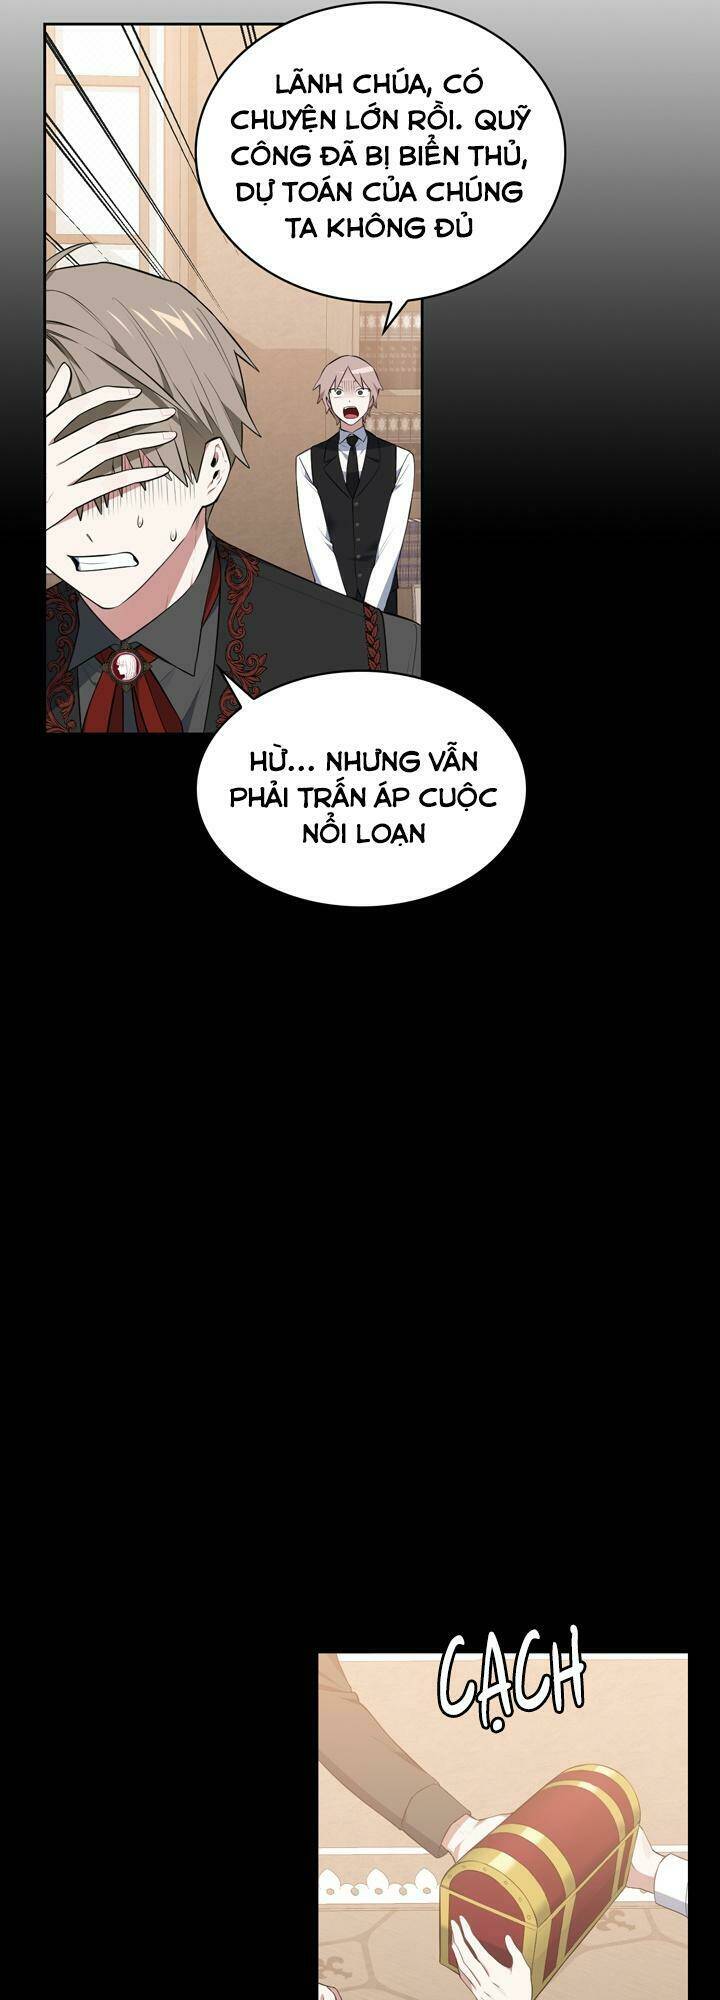 LÃNH CHÚA, CÓ
CHUYỆN LỚN RỒI. QUỸ
CÔNG ĐÃ BỊ BIỂN THỦ,
DỰ TOÁN CỦA CHÚNG
TA KHÔNG ĐỦ
HỪ... NHƯNG VẪN
PHẢI TRẤN ÁP CUỘC
NỔI LOẠN
CẠCH